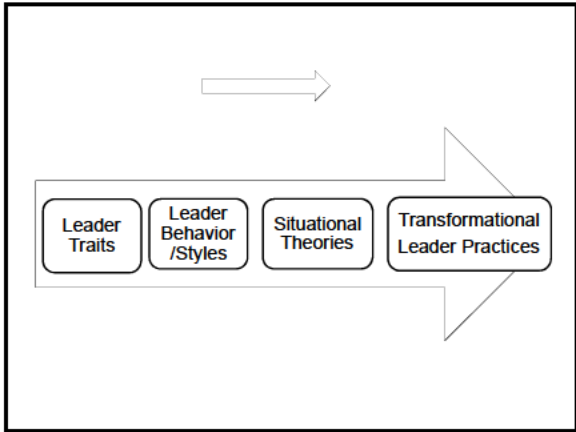 Leader
Traits
Leader
Behavior
/Styles
Situational
Theories
Transformational
Leader Practices